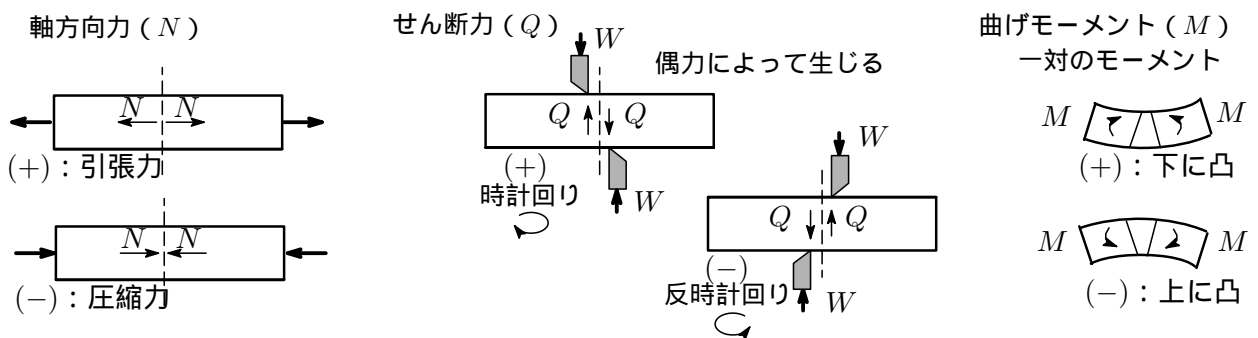 軸方向力（N）
N N
(+)：引張力
N N
(−)：圧縮力
せん断力（Q）
W
偶力によって生じる
Q Q
(+)
時計回り
W
W
Q Q
(−)
反時計回り
W
曲げモーメント（M）
一対のモーメント
M M
(+)：下に凸
M M
(−)：上に凸